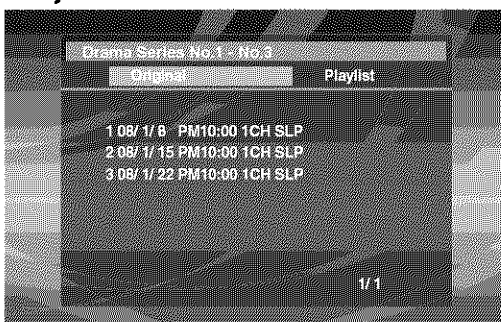 Drama Series No.1 - No.3
Original Playlist
1 08/ 1/ 8 PM10:00 1CH SLP
2 08/ 1/ 15 PM10:00 1CH SLP
3 08/ 1/ 22 PM10:00 1CH SLP
1/ 1